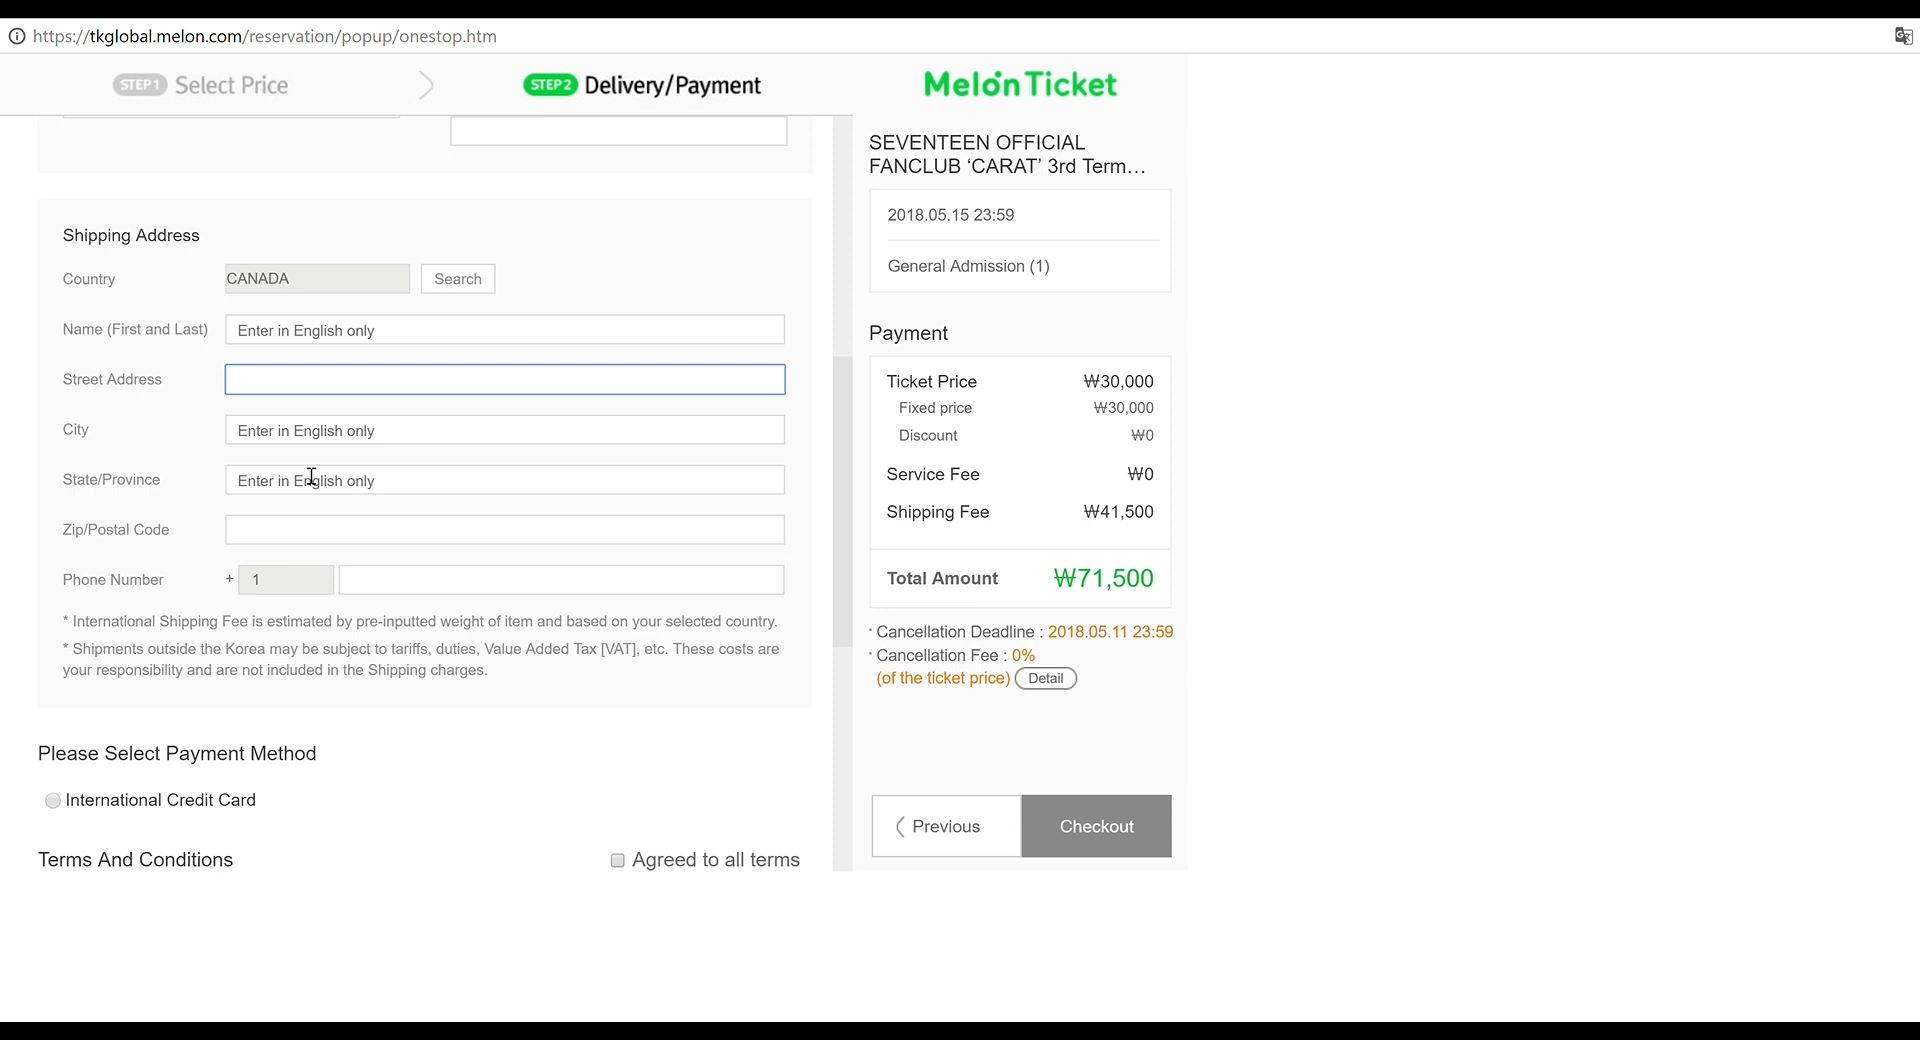 https://tkglobal.melon.com/reservation/popup/onestop.htm
STEP 1 Select Price
STEP 2 Delivery/Payment
Shipping Address
Country CANADA Search
Name (First and Last) Enter in English only
Street Address
City Enter in English only
State/Province Enter in English only
Zip/Postal Code
Phone Number + 1
* International Shipping Fee is estimated by pre-inputted weight of item and based on your selected country.
* Shipments outside the Korea may be subject to tariffs, duties, Value Added Tax [VAT], etc. These costs are
your responsibility and are not included in the Shipping charges.
Please Select Payment Method
International Credit Card
Terms And Conditions Agreed to all terms
Melon Ticket
SEVENTEEN OFFICIAL
FANCLUB ‘CARAT’ 3rd Term…
2018.05.15 23:59
General Admission (1)
Payment
Ticket Price ₩30,000
Fixed price ₩30,000
Discount ₩0
Service Fee ₩0
Shipping Fee ₩41,500
Total Amount ₩71,500
· Cancellation Deadline : 2018.05.11 23:59
· Cancellation Fee : 0%
(of the ticket price) Detail
Previous Checkout